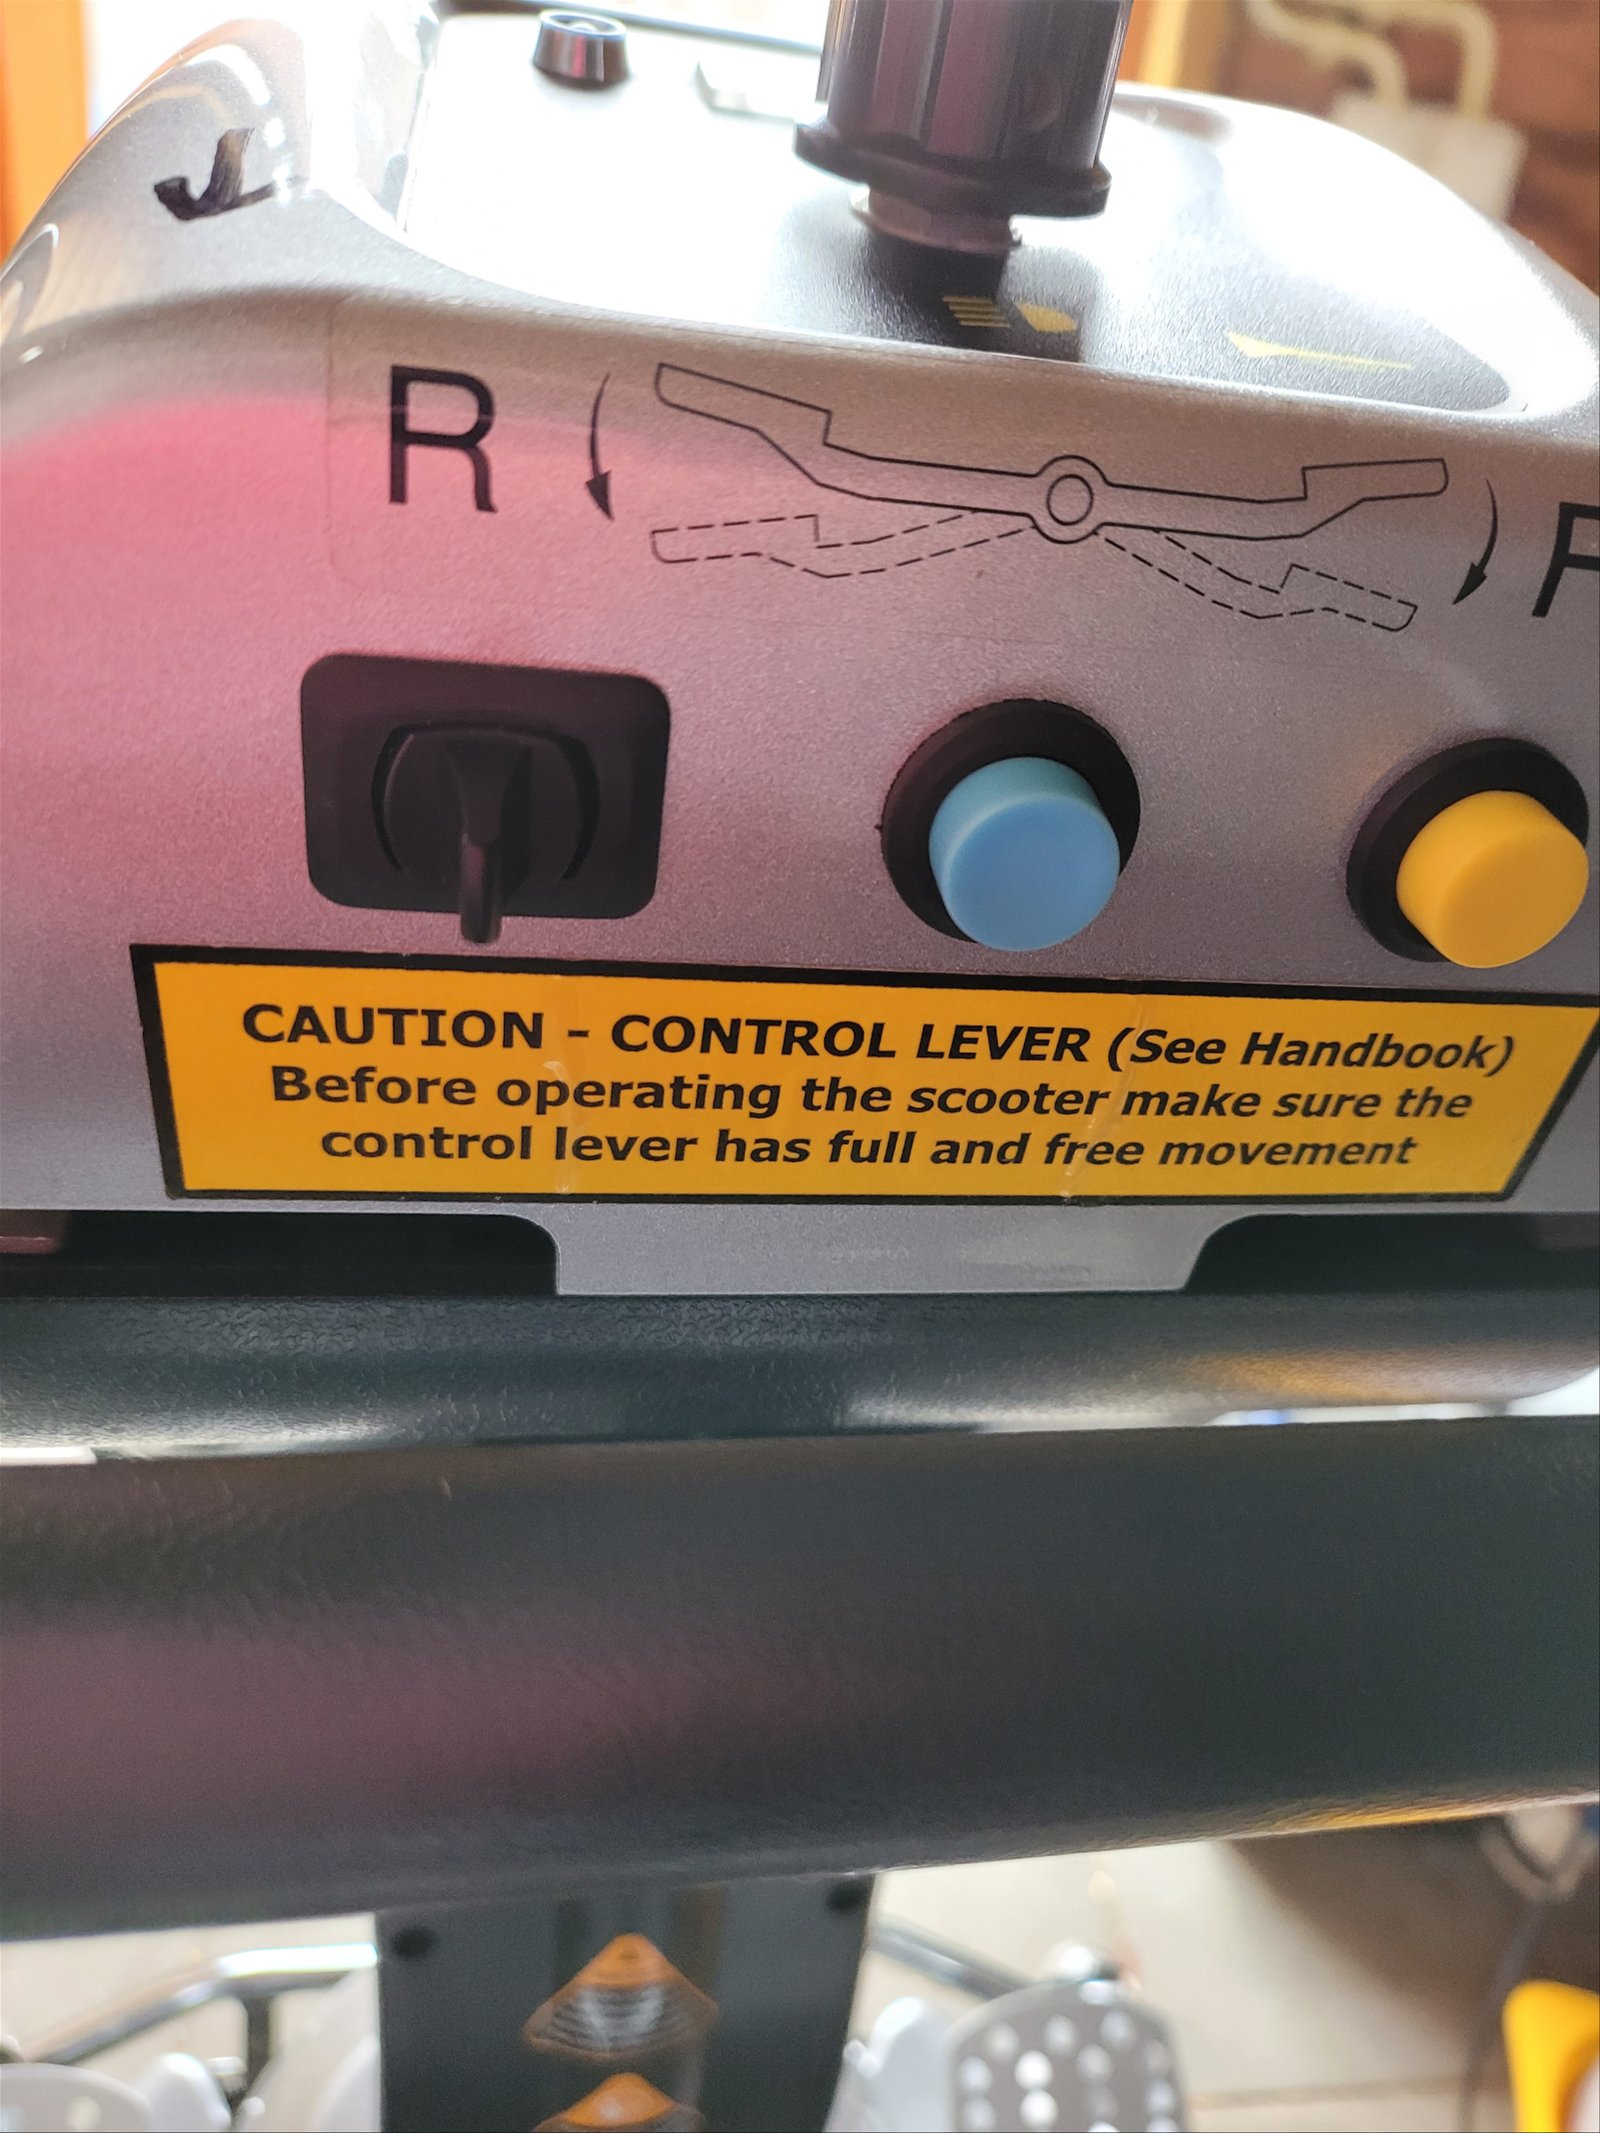 R
CAUTION - CONTROL LEVER (See Handbook)
Before operating the scooter make sure the
control lever has full and free movement